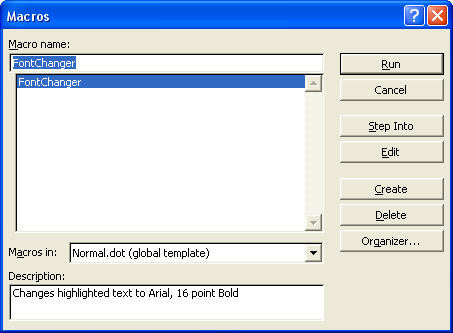 Macros
Macro name:
FontChanger
FontChanger
Run
Cancel
Step Into
Edit
Create
Delete
Organizer...
Macros in:
Normal.dot (global template)
Description:
Changes highlighted text to Arial, 16 point Bold